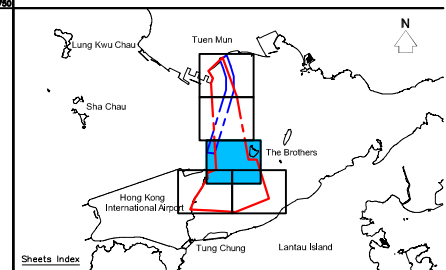 N
Tuen Mun
Lung Kwu Chau
Sha Chau
The Brothers
Hong Kong
International Airport
Tung Chung
Lantau Island
Sheets Index